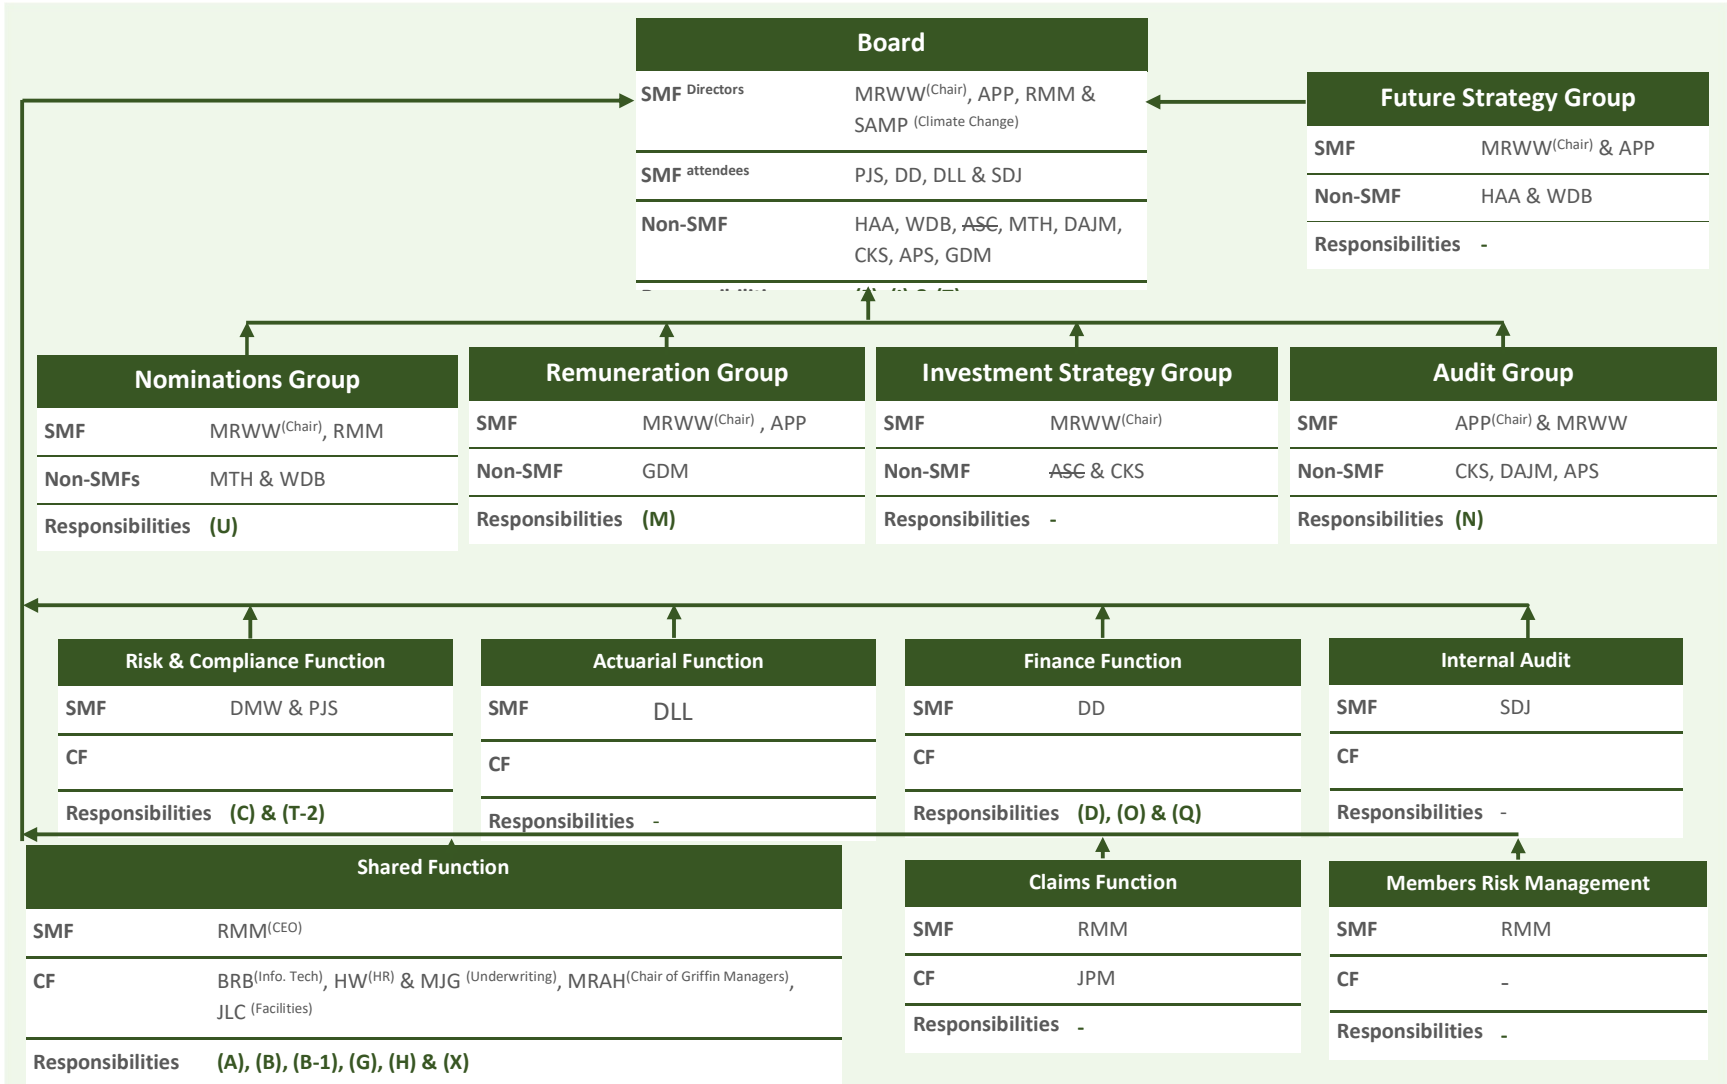 Board
SMF Directors MRWW(Chair), APP, RMM &
SAMP (Climate Change)
SMF attendees PJS, DD, DLL & SDJ
Non-SMF HAA, WDB, ASC, MTH, DAJM,
CKS, APS, GDM
Future Strategy Group
SMF MRWW(Chair) & APP
Non-SMF HAA & WDB
Responsibilities -
Nominations Group
SMF MRWW(Chair), RMM
Non-SMFs MTH & WDB
Responsibilities (U)
Remuneration Group
SMF MRWW(Chair) , APP
Non-SMF GDM
Responsibilities (M)
Investment Strategy Group
SMF MRWW(Chair)
Non-SMF ASC & CKS
Responsibilities -
Audit Group
SMF APP(Chair) & MRWW
Non-SMF CKS, DAJM, APS
Responsibilities (N)
Risk & Compliance Function
SMF DMW & PJS
CF
Responsibilities (C) & (T-2)
Actuarial Function
SMF DLL
CF
Responsibilities -
Finance Function
SMF DD
CF
Responsibilities (D), (O) & (Q)
Internal Audit
SMF SDJ
CF
Responsibilities -
Shared Function
SMF RMM(CEO)
CF BRB(Info. Tech), HW(HR) & MJG (Underwriting), MRAH(Chair of Griffin Managers),
JLC (Facilities)
Responsibilities (A), (B), (B-1), (G), (H) & (X)
Claims Function
SMF RMM
CF JPM
Responsibilities -
Members Risk Management
SMF RMM
CF -
Responsibilities -